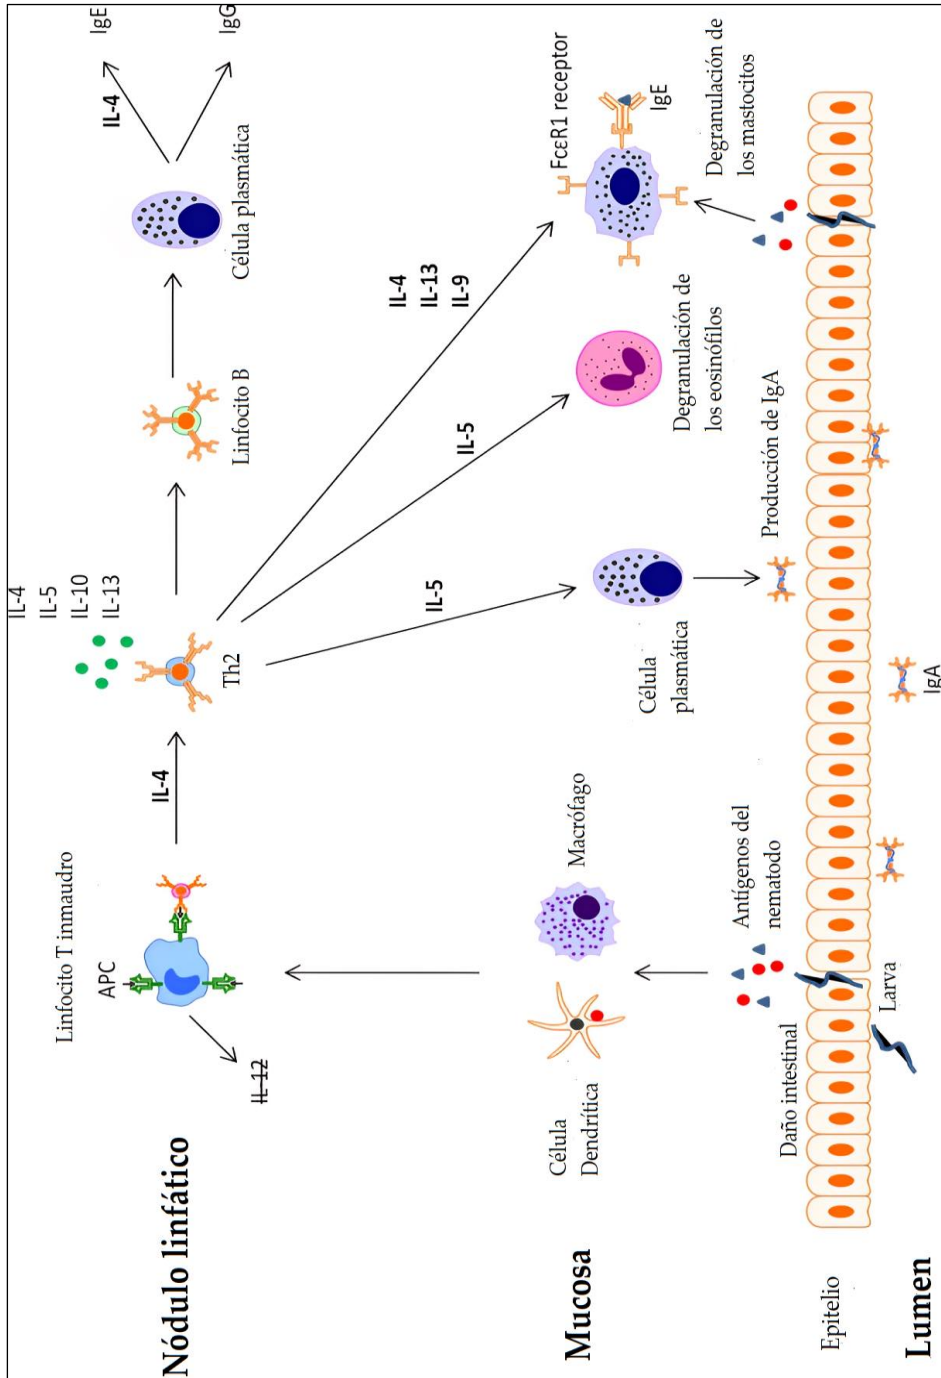 Nódulo linfático
Linfocito T inmaudro
APC
IL-12
IL-4
IL-4
IL-5
IL-10
IL-13
Th2
Linfocito B
Célula plasmática
IL-4
IgE
IgG
Mucosa
Célula
Dendrítica
Macrófago
IL-5
IL-5
IL-4
IL-13
IL-9
Célula
plasmática
Degranulación de
los eosinófilos
FcεR1 receptor
IgE
Degranulación de
los mastocitos
Producción de IgA
Antígenos del
nematodo
Daño intestinal
Epitelio
Larva
IgA
Lumen